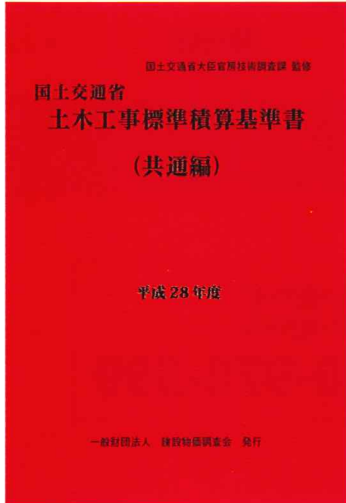 国土交通省大臣官房技術調査課 監修
国土交通省
土木工事標準積算基準書
(共通編)
平成28年度
一般財団法人 建設物価調査会 発行